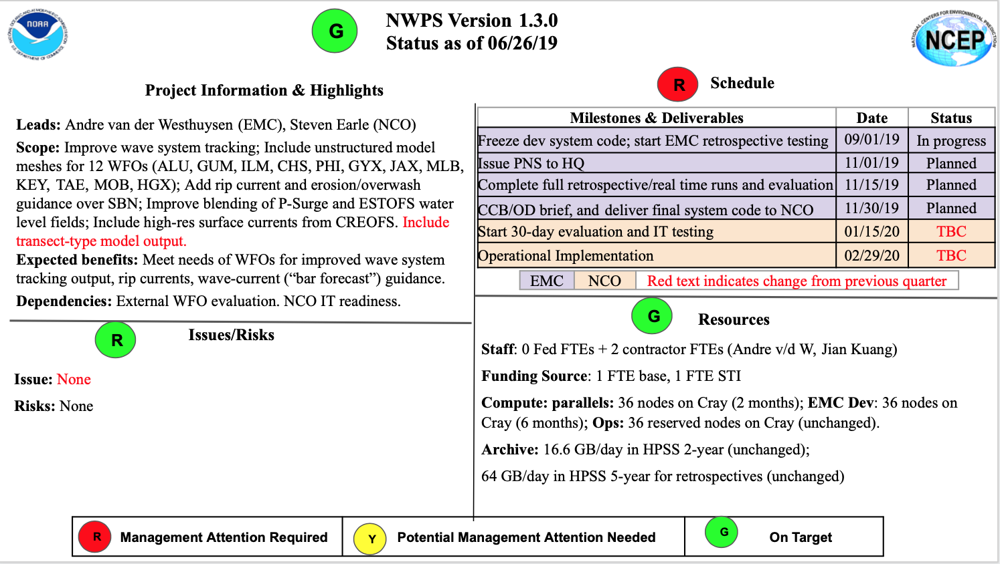 NOAA
NATIONAL OCEANIC AND ATMOSPHERIC ADMINISTRATION
U.S. DEPARTMENT OF COMMERCE
G
NWPS Version 1.3.0
Status as of 06/26/19
NATIONAL CENTERS FOR ENVIRONMENTAL PREDICTION
NCEP
Project Information & Highlights
Leads: Andre van der Westhuysen (EMC), Steven Earle (NCO)
Scope: Improve wave system tracking; Include unstructured model
meshes for 12 WFOs (ALU, GUM, ILM, CHS, PHI, GYX, JAX, MLB,
KEY, TAE, MOB, HGX); Add rip current and erosion/overwash
guidance over SBN; Improve blending of P-Surge and ESTOFS water
level fields; Include high-res surface currents from CREOFS. Include
transect-type model output.
Expected benefits: Meet needs of WFOs for improved wave system
tracking output, rip currents, wave-current (“bar forecast”) guidance.
Dependencies: External WFO evaluation. NCO IT readiness.
R Issues/Risks
Issue: None
Risks: None
R Schedule
Milestones & Deliverables Date Status
Freeze dev system code; start EMC retrospective testing 09/01/19 In progress
Issue PNS to HQ 11/01/19 Planned
Complete full retrospective/real time runs and evaluation 11/15/19 Planned
CCB/OD brief, and deliver final system code to NCO 11/30/19 Planned
Start 30-day evaluation and IT testing 01/15/20 TBC
Operational Implementation 02/29/20 TBC
EMC NCO Red text indicates change from previous quarter
G Resources
Staff: 0 Fed FTEs + 2 contractor FTEs (Andre v/d W, Jian Kuang)
Funding Source: 1 FTE base, 1 FTE STI
Compute: parallels: 36 nodes on Cray (2 months); EMC Dev: 36 nodes on
Cray (6 months); Ops: 36 reserved nodes on Cray (unchanged).
Archive: 16.6 GB/day in HPSS 2-year (unchanged);
64 GB/day in HPSS 5-year for retrospectives (unchanged)
R Management Attention Required Y Potential Management Attention Needed G On Target